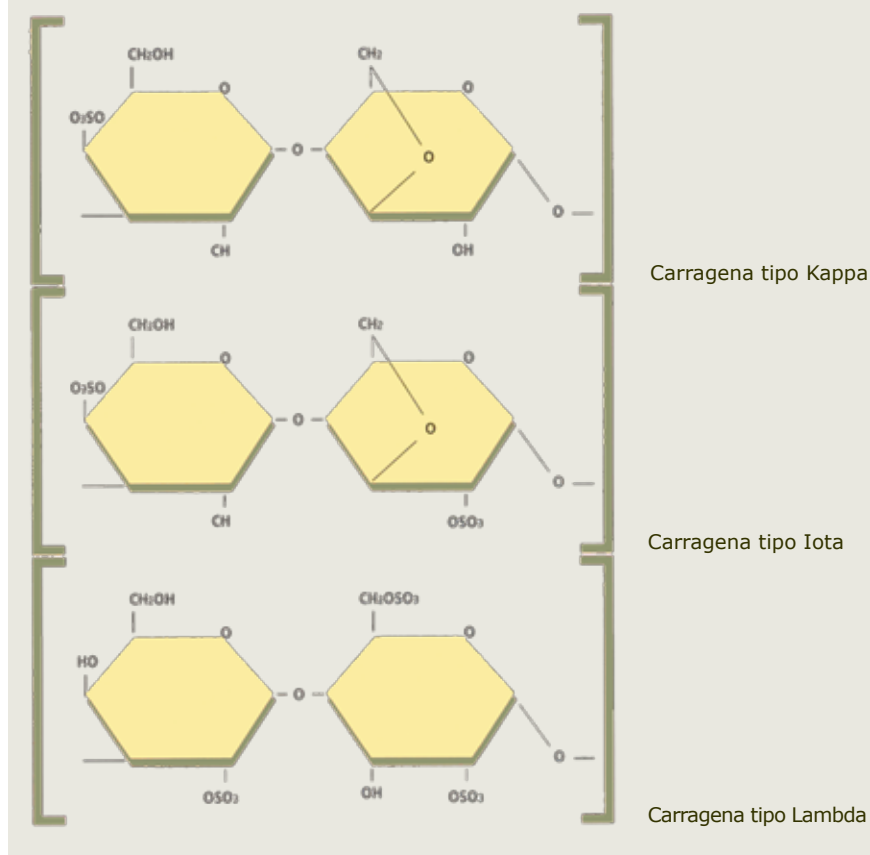 CH2OH CH2
O O
O3SO
O O
O
CH OH
Carragena tipo Kappa
CH2OH CH2
O O
O3SO
O O
O
CH OSO3
Carragena tipo Iota
CH2OH CH2OSO3
O O
HO
O
O
OH
OSO3 OSO3
Carragena tipo Lambda